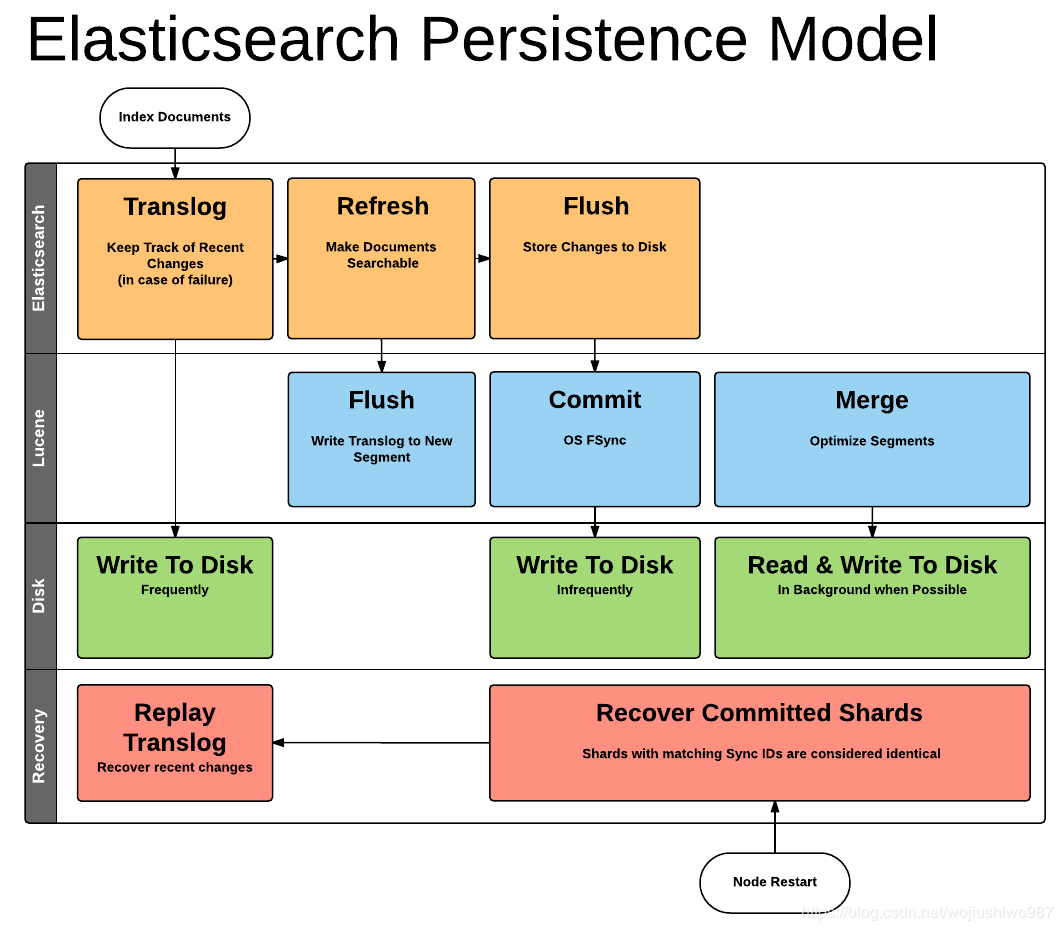 Elasticsearch Persistence Model
Index Documents
Elasticsearch
Translog
Keep Track of Recent
Changes
(in case of failure)
Refresh
Make Documents
Searchable
Flush
Store Changes to Disk
Lucene
Flush
Write Translog to New
Segment
Commit
OS FSync
Merge
Optimize Segments
Disk
Write To Disk
Frequently
Write To Disk
Infrequently
Read & Write To Disk
In Background when Possible
Recovery
Replay
Translog
Recover recent changes
Recover Committed Shards
Shards with matching Sync IDs are considered identical
Node Restart
https://blog.csdn.net/wojiushiwo987